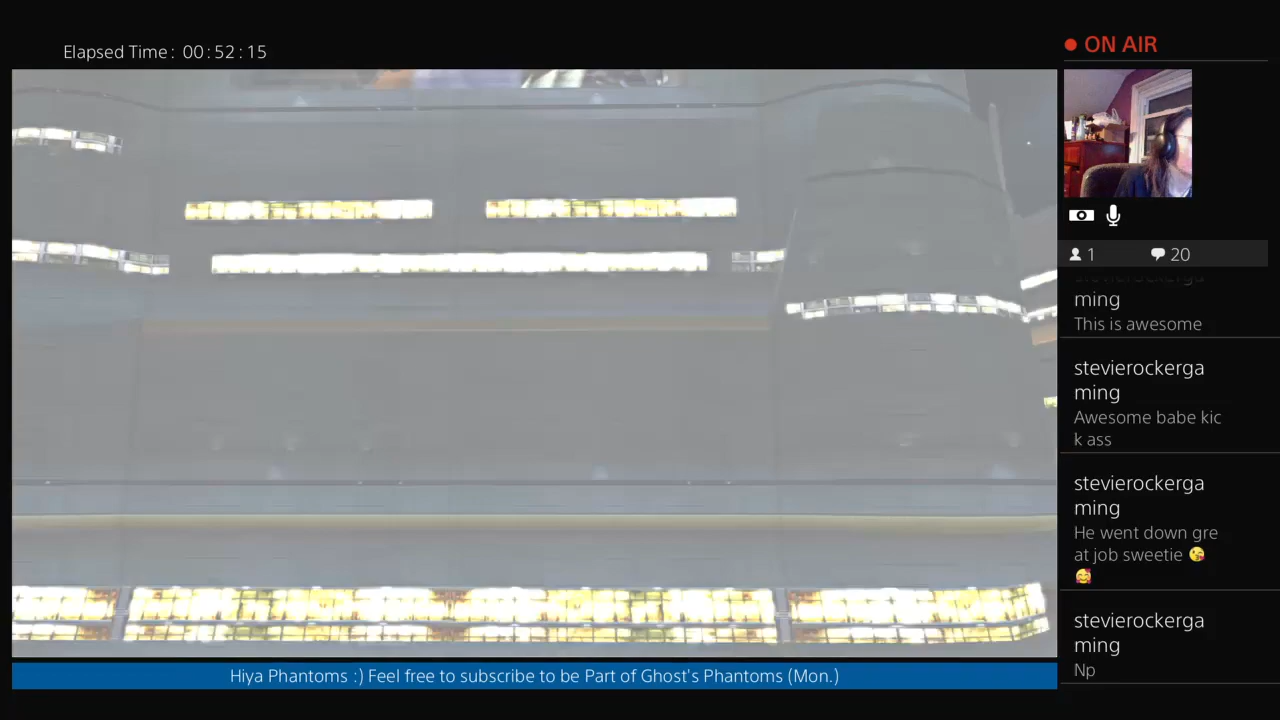 Elapsed Time: 00:52:15
ON AIR
1 20
ming
This is awesome
stevierockerga
ming
Awesome babe kic
k ass
stevierockerga
ming
He went down gre
at job sweetie 😘
🥰
stevierockerga
ming
Np
Hiya Phantoms :) Feel free to subscribe to be Part of Ghost's Phantoms (Mon.)